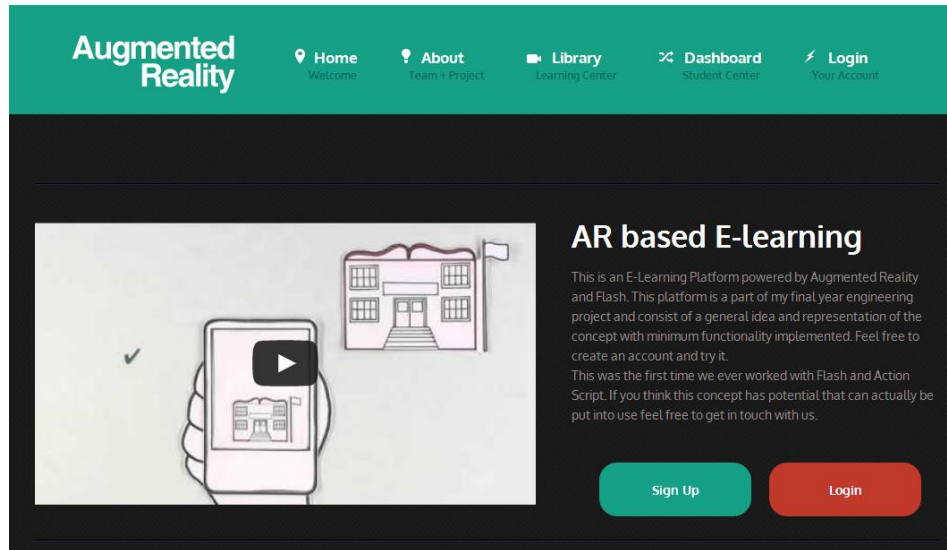 Augmented
Reality
Home
Welcome
About
Team + Project
Library
Learning Center
Dashboard
Student Center
Login
Your Account
AR based E-learning
This is an E-Learning Platform powered by Augmented Reality
and Flash. This platform is a part of my final year engineering
project and consist of a general idea and representation of the
concept with minimum functionality implemented. Feel free to
create an account and try it.
This was the first time we ever worked with Flash and Action
Script. If you think this concept has potential that can actually be
put into use feel free to get in touch with us.
Sign Up
Login